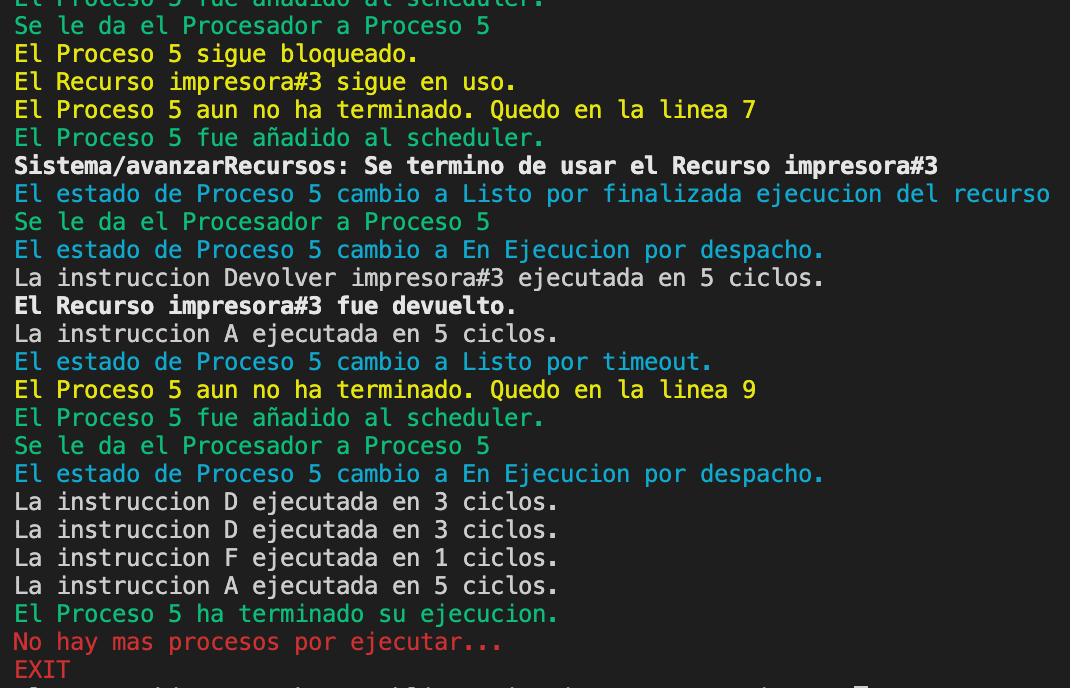 El Proceso 5 fue añadido al scheduler.
Se le da el Procesador a Proceso 5
El Proceso 5 sigue bloqueado.
El Recurso impresora#3 sigue en uso.
El Proceso 5 aun no ha terminado. Quedo en la linea 7
El Proceso 5 fue añadido al scheduler.
Sistema/avanzarRecursos: Se termino de usar el Recurso impresora#3
El estado de Proceso 5 cambio a Listo por finalizada ejecucion del recurso
Se le da el Procesador a Proceso 5
El estado de Proceso 5 cambio a En Ejecucion por despacho.
La instruccion Devolver impresora#3 ejecutada en 5 ciclos.
El Recurso impresora#3 fue devuelto.
La instruccion A ejecutada en 5 ciclos.
El estado de Proceso 5 cambio a Listo por timeout.
El Proceso 5 aun no ha terminado. Quedo en la linea 9
El Proceso 5 fue añadido al scheduler.
Se le da el Procesador a Proceso 5
El estado de Proceso 5 cambio a En Ejecucion por despacho.
La instruccion D ejecutada en 3 ciclos.
La instruccion D ejecutada en 3 ciclos.
La instruccion F ejecutada en 1 ciclos.
La instruccion A ejecutada en 5 ciclos.
El Proceso 5 ha terminado su ejecucion.
No hay mas procesos por ejecutar...
EXIT